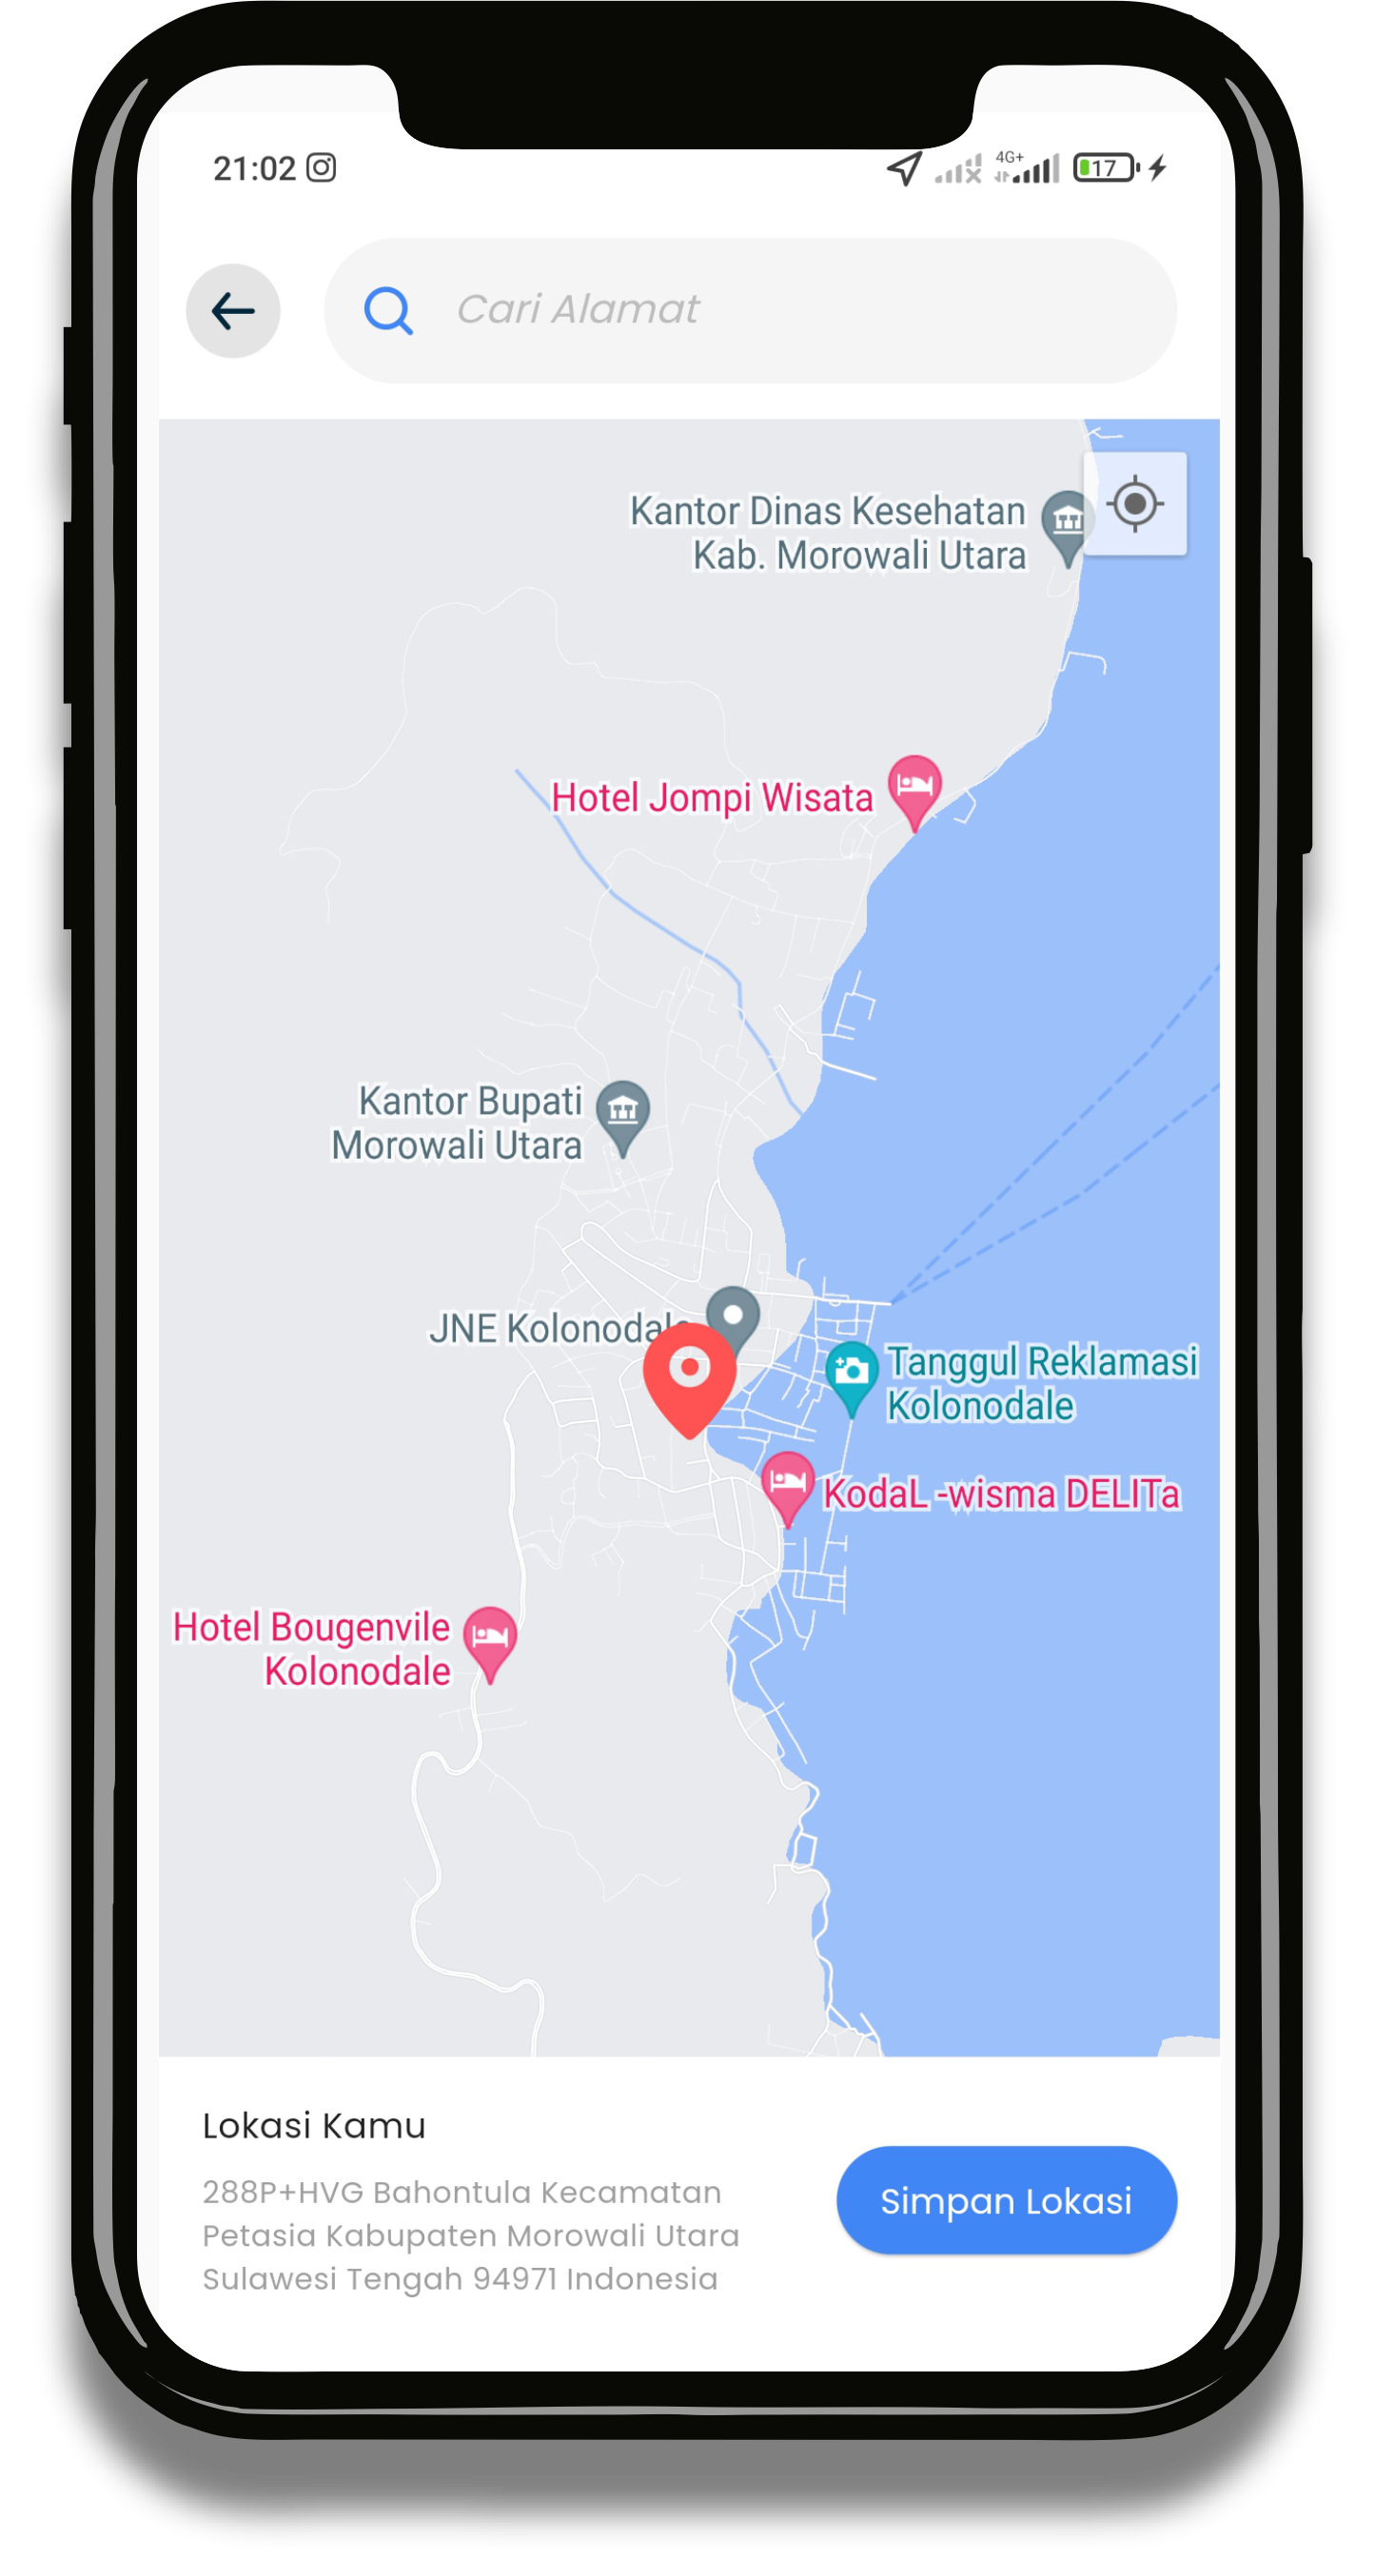 21:02
4G+
17
Cari Alamat
Kantor Dinas Kesehatan
Kab. Morowali Utara
Hotel Jompi Wisata
Kantor Bupati
Morowali Utara
JNE Kolonodale
Tanggul Reklamasi
Kolonodale
KodaL -wisma DELITa
Hotel Bougenvile
Kolonodale
Lokasi Kamu
288P+HVG Bahontula Kecamatan
Petasia Kabupaten Morowali Utara
Sulawesi Tengah 94971 Indonesia
Simpan Lokasi